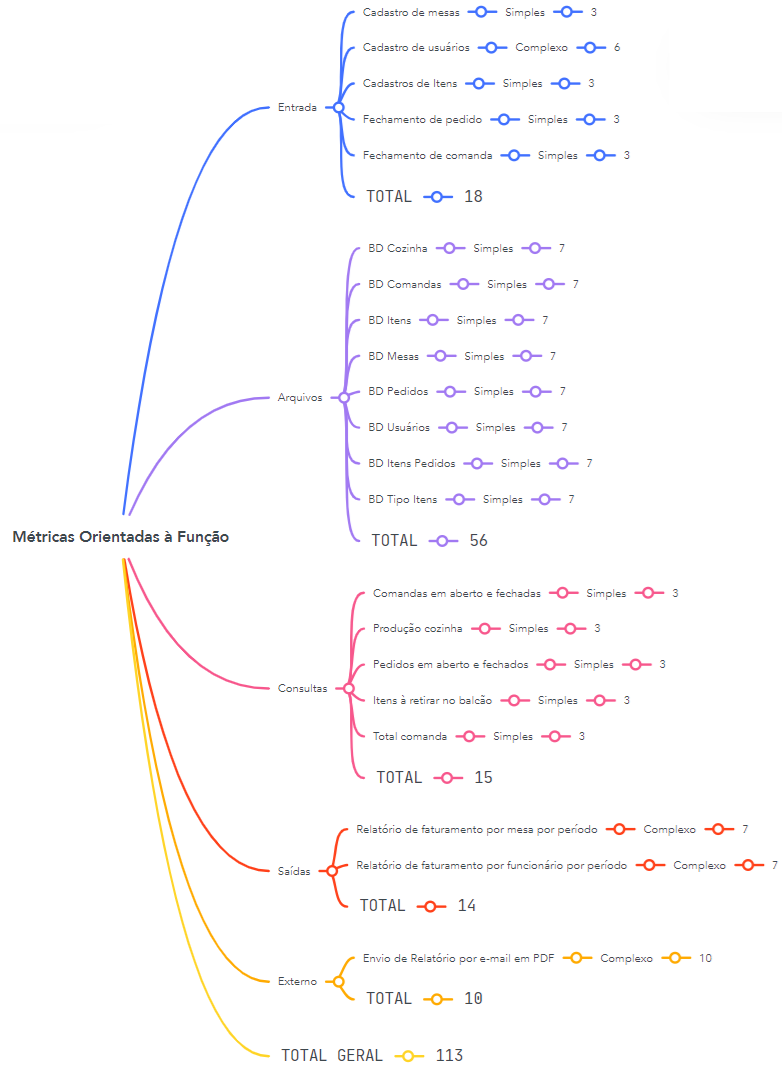 Métricas Orientadas à Função
Entrada
Cadastro de mesas Simples 3
Cadastro de usuários Complexo 6
Cadastros de Itens Simples 3
Fechamento de pedido Simples 3
Fechamento de comanda Simples 3
TOTAL 18
Arquivos
BD Cozinha Simples 7
BD Comandas Simples 7
BD Itens Simples 7
BD Mesas Simples 7
BD Pedidos Simples 7
BD Usuários Simples 7
BD Itens Pedidos Simples 7
BD Tipo Itens Simples 7
TOTAL 56
Consultas
Comandas em aberto e fechadas Simples 3
Produção cozinha Simples 3
Pedidos em aberto e fechados Simples 3
Itens à retirar no balcão Simples 3
Total comanda Simples 3
TOTAL 15
Saídas
Relatório de faturamento por mesa por período Complexo 7
Relatório de faturamento por funcionário por período Complexo 7
TOTAL 14
Externo
Envio de Relatório por e-mail em PDF Complexo 10
TOTAL 10
TOTAL GERAL 113